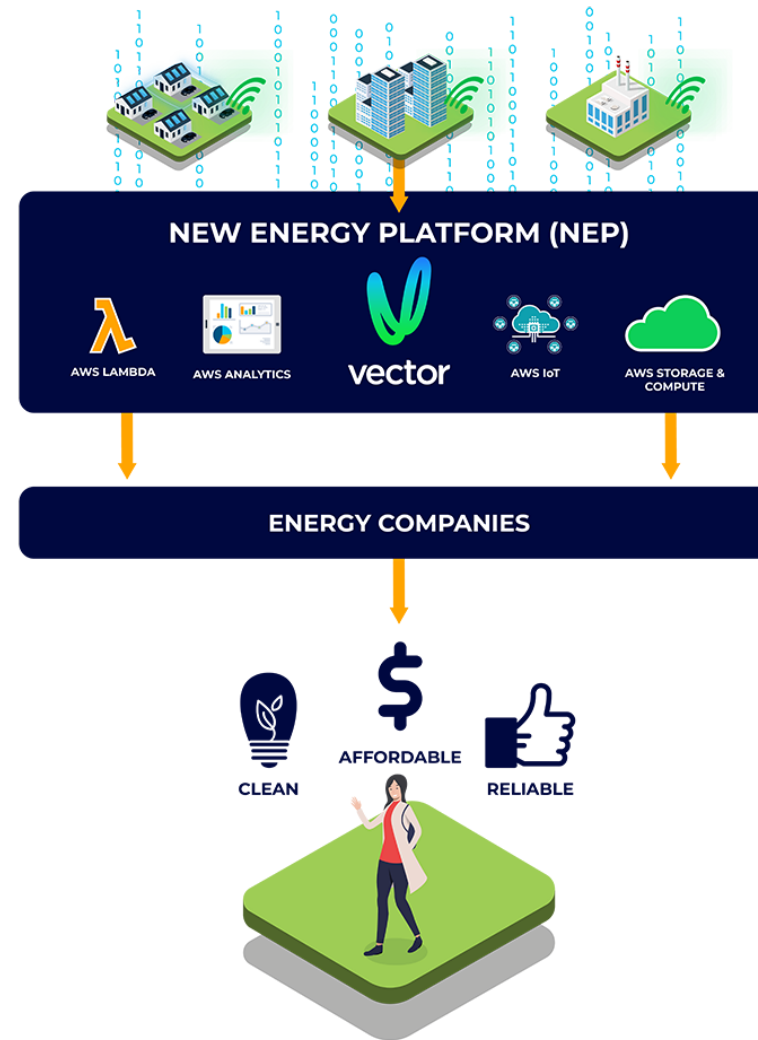 NEW ENERGY PLATFORM (NEP)
AWS LAMBDA
AWS ANALYTICS
vector
AWS IoT
AWS STORAGE &
COMPUTE
ENERGY COMPANIES
$
AFFORDABLE
CLEAN
RELIABLE